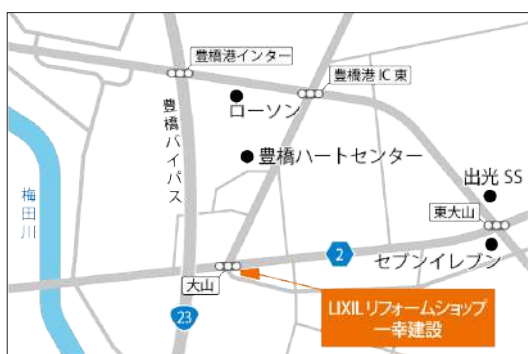 豊橋港インター
豊橋港IC東
ローソン
豊橋バイパス
豊橋ハートセンター
梅田川
出光SS
東大山
セブンイレブン
2
大山
23
LIXILリフォームショップ
一幸建設